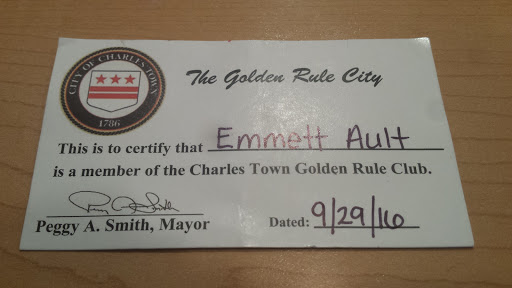 CITY OF CHARLES TOWN
1786
The Golden Rule City
This is to certify that Emmett Ault
is a member of the Charles Town Golden Rule Club.
Peggy A. Smith, Mayor
Dated: 9/29/16